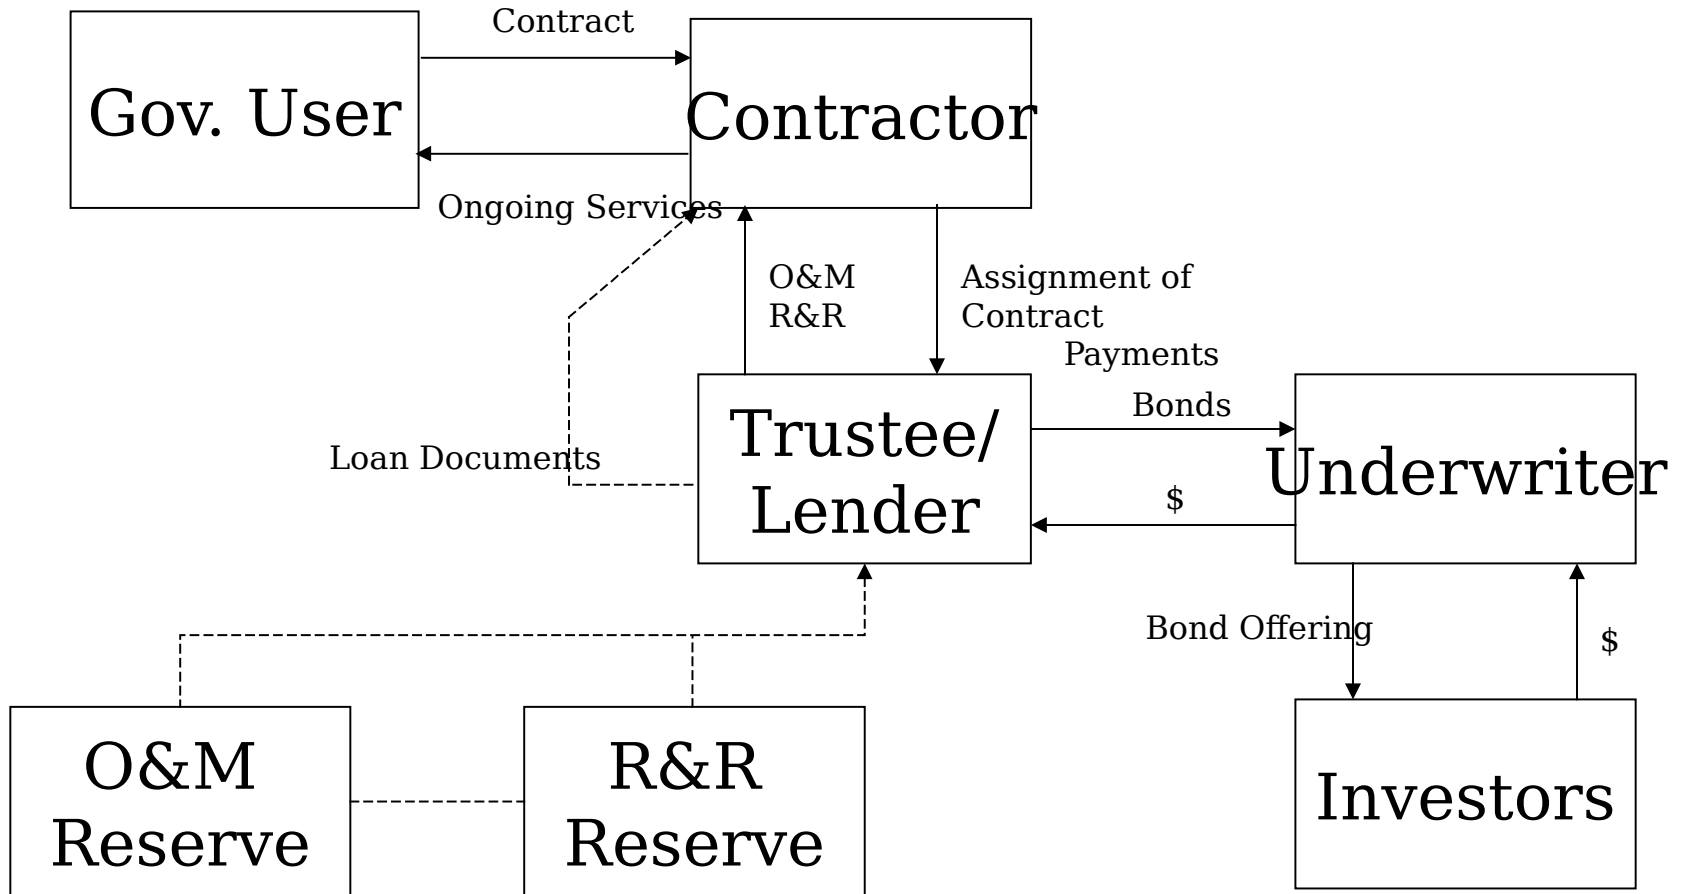 Contract
Gov. User
Contractor
Ongoing Services
O&M
R&R
Assignment of
Contract
Payments
Trustee/
Lender
Bonds
Underwriter
Loan Documents
$
Bond Offering
$
O&M
Reserve
R&R
Reserve
Investors